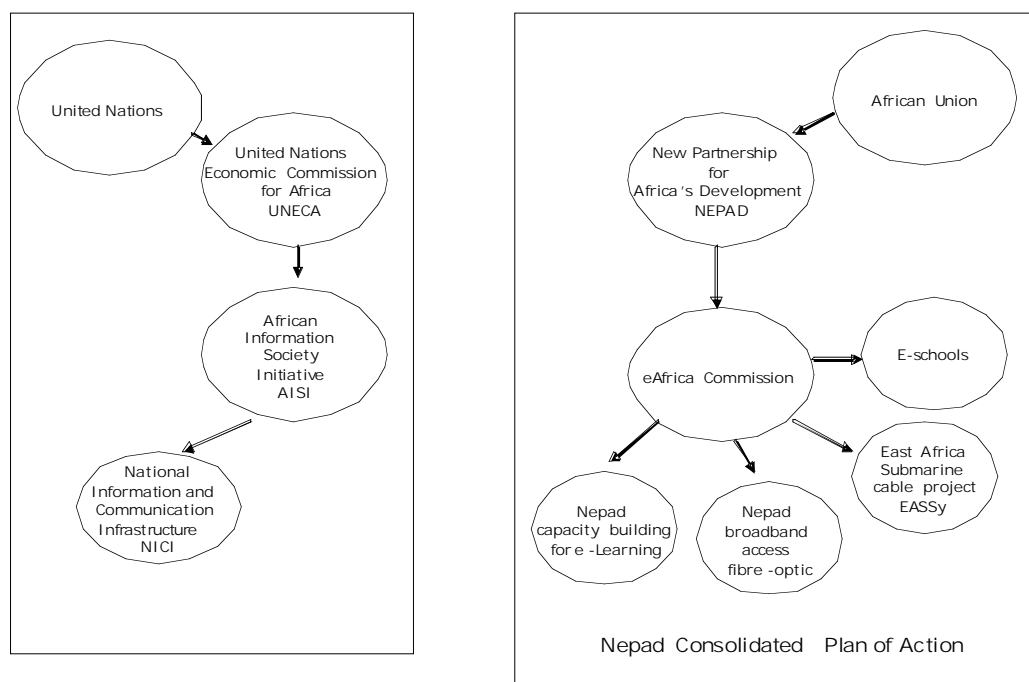 United Nations
United Nations
Economic Commission
for Africa
UNECA
African
Information
Society
Initiative
AISI
National
Information and
Communication
Infrastructure
NICI
African Union
New Partnership
for
Africa's Development
NEPAD
eAfrica Commission
E-schools
East Africa
Submarine
cable project
EASSy
Nepad
broadband
access
fibre-optic
Nepad
capacity building
for e-Learning
Nepad Consolidated Plan of Action